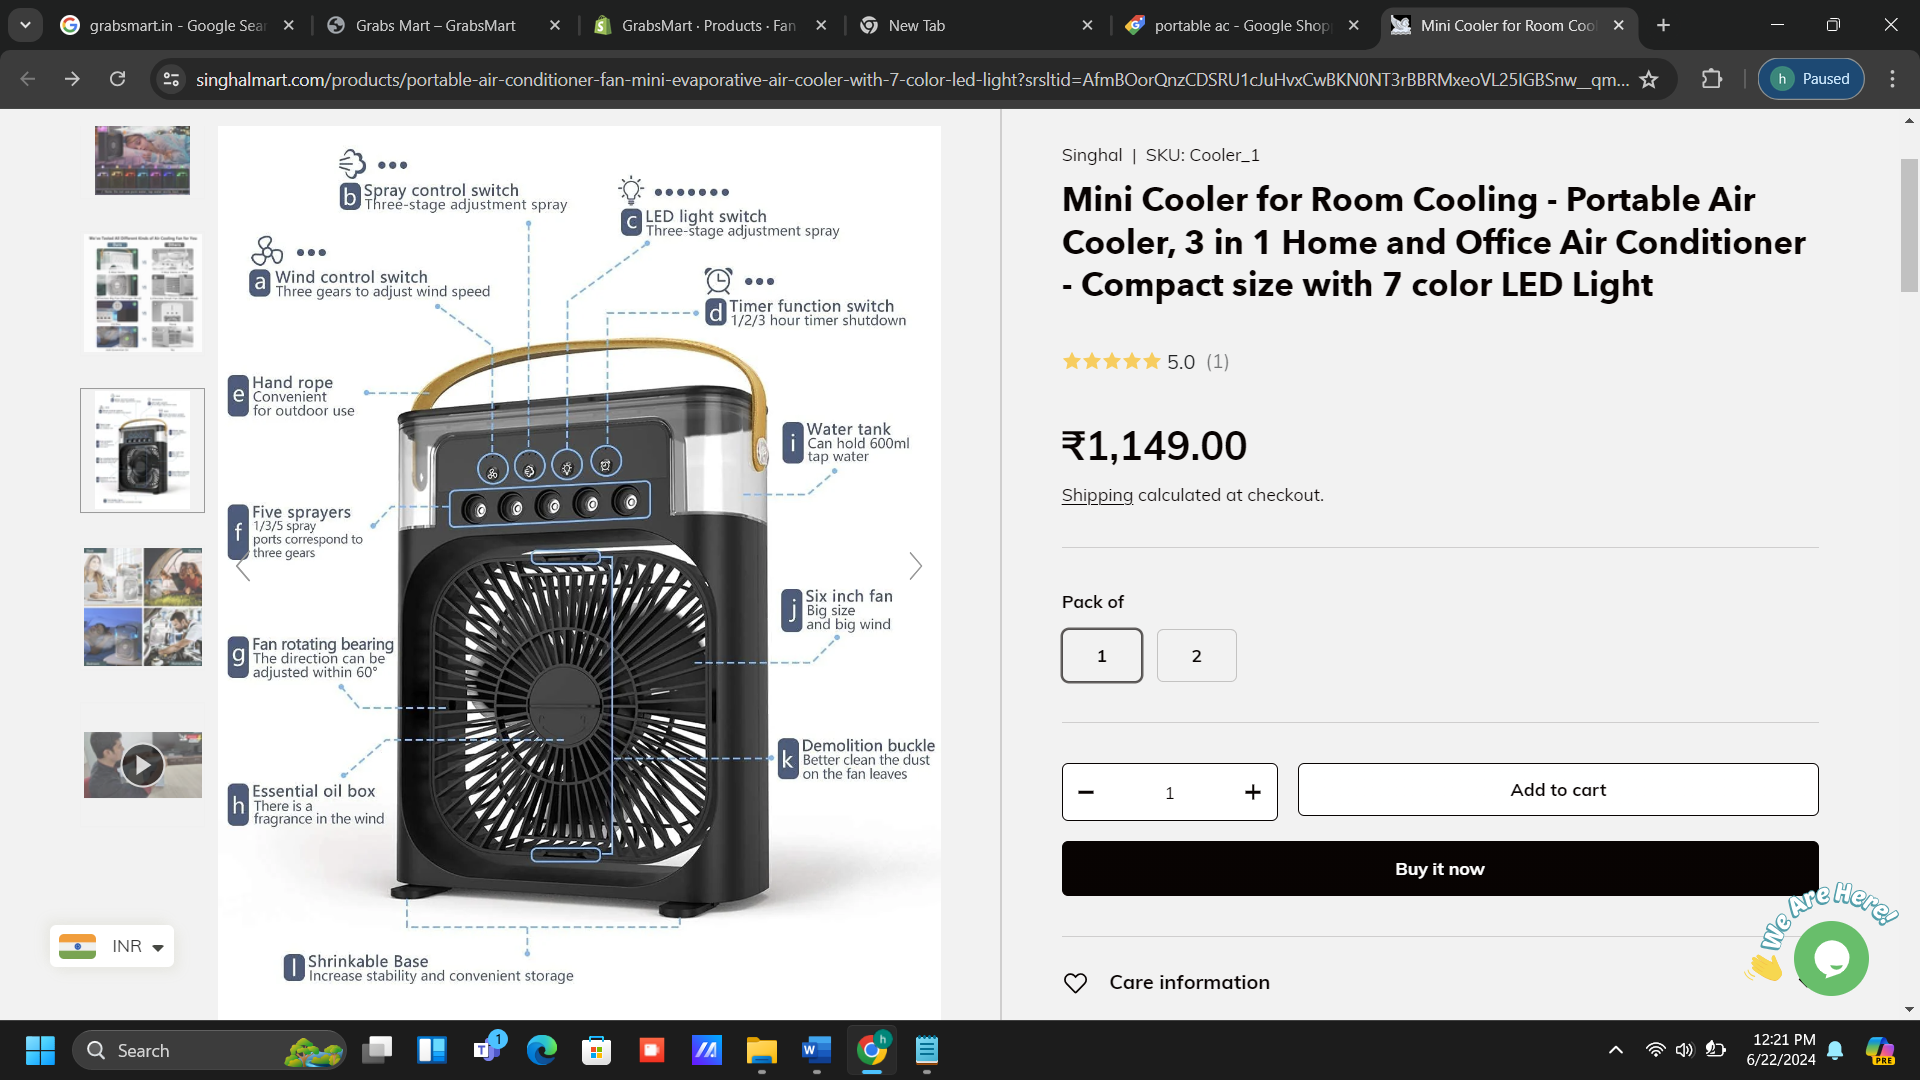 grabsmart.in - Google Sear
Grabs Mart – GrabsMart
GrabsMart · Products · Fan
New Tab
portable ac - Google Shopp
Mini Cooler for Room Cool
singhalmart.com/products/portable-air-conditioner-fan-mini-evaporative-air-cooler-with-7-color-led-light?srsltid=AfmBOorQnzCDSRU1cJuHvxCwBKN0NT3rBBRMxeoVL25IGBSnw__qm...
h Paused
b Spray control switch
Three-stage adjustment spray
c LED light switch
Three-stage adjustment spray
a Wind control switch
Three gears to adjust wind speed
d Timer function switch
1/2/3 hour timer shutdown
e Hand rope
Convenient
for outdoor use
i Water tank
Can hold 600ml
tap water
f Five sprayers
1/3/5 spray
ports correspond to
three gears
j Six inch fan
Big size
and big wind
g Fan rotating bearing
The direction can be
adjusted within 60°
k Demolition buckle
Better clean the dust
on the fan leaves
h Essential oil box
There is a
fragrance in the wind
l Shrinkable Base
Increase stability and convenient storage
INR
Singhal | SKU: Cooler_1
Mini Cooler for Room Cooling - Portable Air
Cooler, 3 in 1 Home and Office Air Conditioner
- Compact size with 7 color LED Light
5.0 (1)
₹1,149.00
Shipping calculated at checkout.
Pack of
1
2
− 1 +
Add to cart
Buy it now
We Are Here!
Care information
Search
1
h
12:21 PM
6/22/2024
PRE